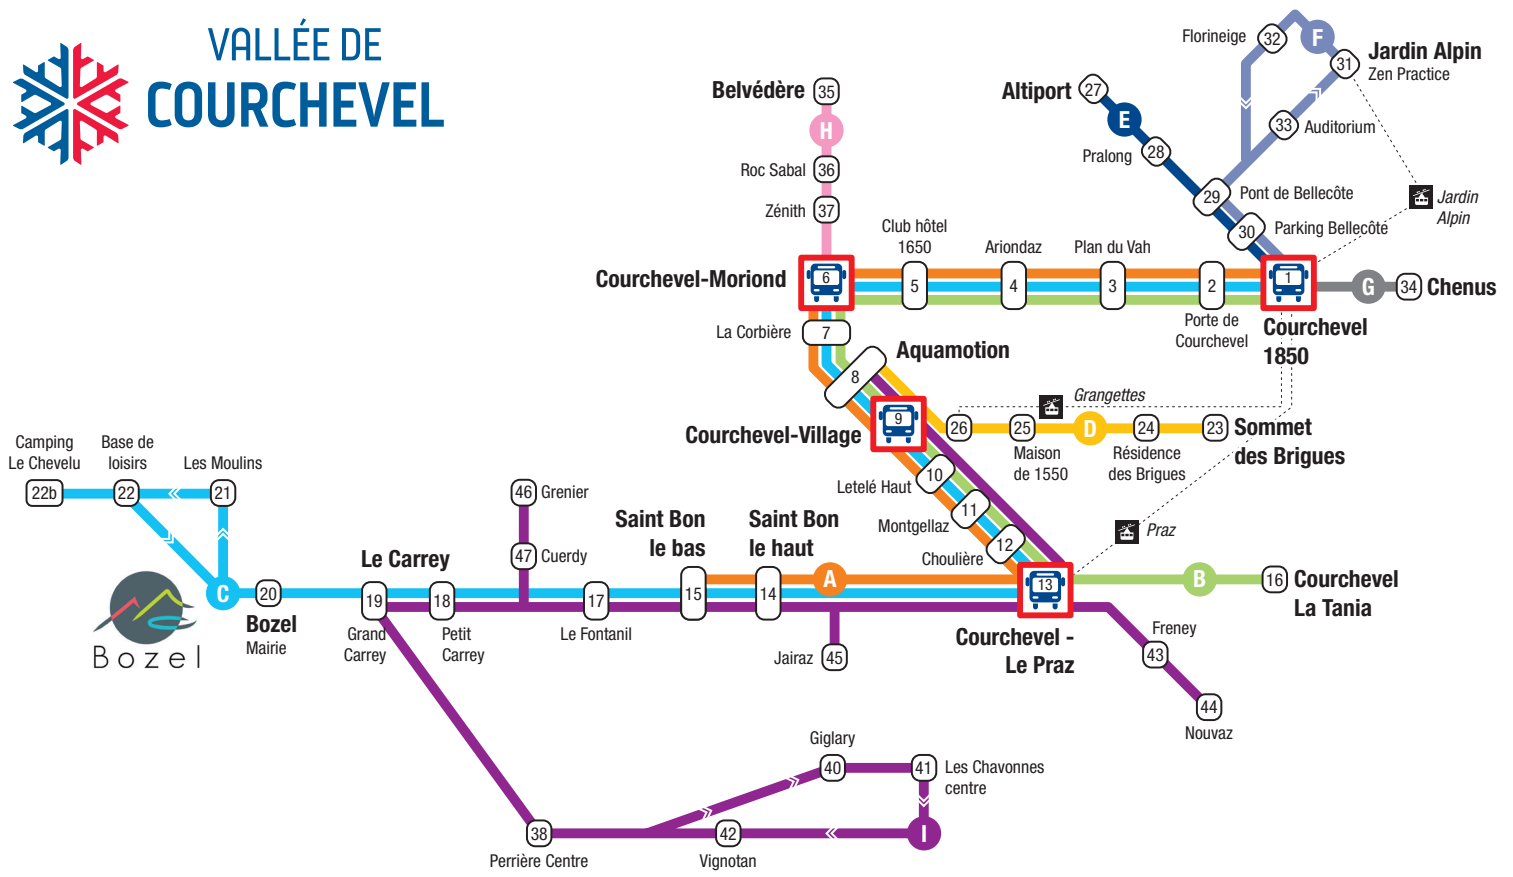 VALLÉE DE
COURCHEVEL
Florineige
32
F
31
Jardin Alpin
Zen Practice
Belvédère
35
Altiport
27
H
E
33
Auditorium
Pralong
28
Roc Sabal
36
29
Pont de Bellecôte
Jardin
Alpin
Zénith
37
30
Parking Bellecôte
Club hôtel
1650
Ariondaz
Plan du Vah
Courchevel-Moriond
6
5
4
3
2
1
G
34
Chenus
La Corbière
7
Porte de
Courchevel
Courchevel
1850
Aquamotion
8
Grangettes
Courchevel-Village
9
26
25
D
24
23
Sommet
des Brigues
Maison
de 1550
Résidence
des Brigues
Camping
Le Chevelu
Base de
loisirs
Les Moulins
22b
22
21
46
Grenier
Letelé Haut
10
Montgellaz
11
Saint Bon
le bas
Saint Bon
le haut
Praz
47
Cuerdy
Choulière
12
Le Carrey
A
13
B
16
Courchevel
La Tania
C
20
19
18
17
15
14
Bozel
Mairie
Grand
Carrey
Petit
Carrey
Le Fontanil
Courchevel -
Le Praz
Freney
43
Bozel
Jairaz
45
44
Nouvaz
Giglary
40
41
Les Chavonnes
centre
38
42
I
Perrière Centre
Vignotan